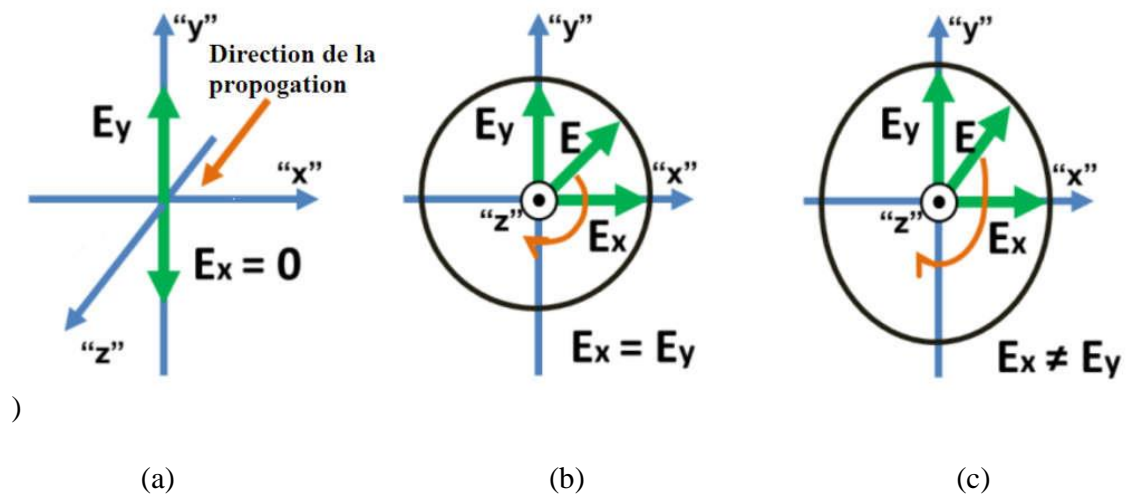 “y”
Direction de la
propogation
Ey
“x”
Ex = 0
“z”
“y”
Ey
E
“x”
“z”
Ex
Ex = Ey
“y”
Ey
E
“x”
“z”
Ex
Ex ≠ Ey
)
(a)
(b)
(c)